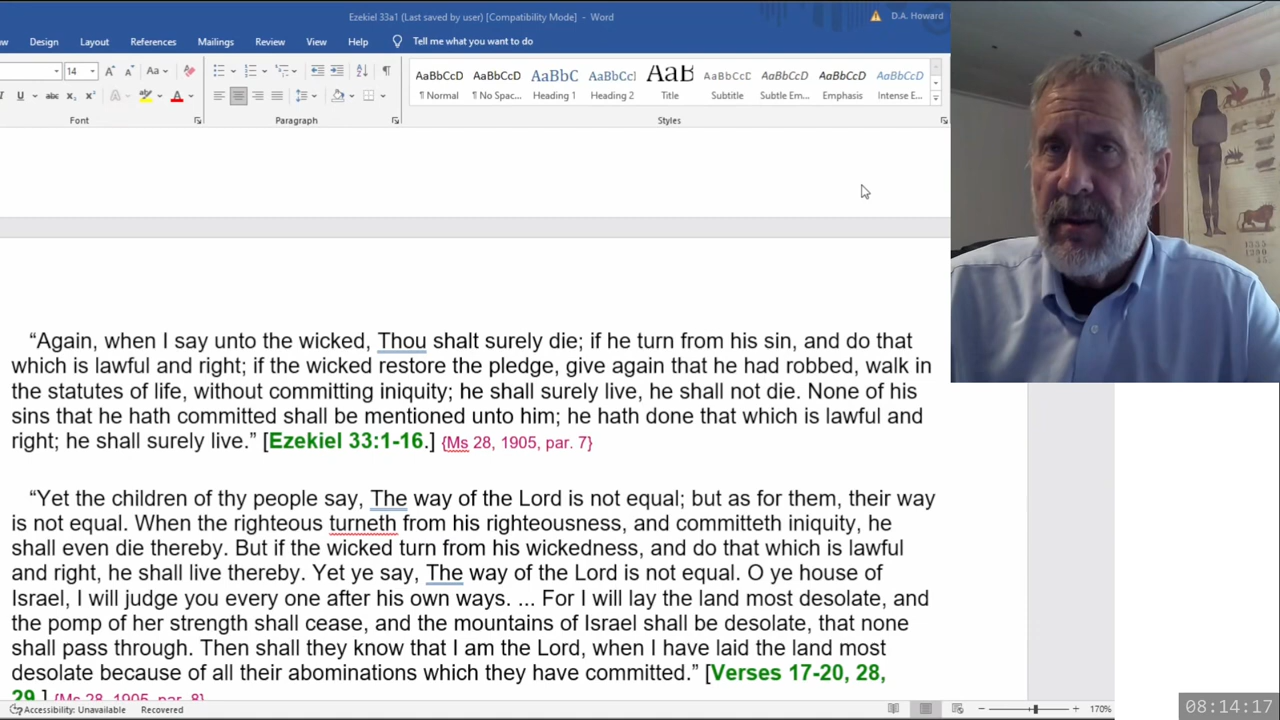 Ezekiel 33a1 (Last saved by user) [Compatibility Mode] - Word
D.A. Howard
Design Layout References Mailings Review View Help Tell me what you want to do
14
Aa
AaBbCcD AaBbCcD AaBbC AaBbCcI AaB AaBbCcD AaBbCcD AaBbCcD AaBbCcD
¶ Normal ¶ No Spac... Heading 1 Heading 2 Title Subtitle Subtle Em... Emphasis Intense E...
Font Paragraph Styles
“Again, when I say unto the wicked, Thou shalt surely die; if he turn from his sin, and do that
which is lawful and right; if the wicked restore the pledge, give again that he had robbed, walk in
the statutes of life, without committing iniquity; he shall surely live, he shall not die. None of his
sins that he hath committed shall be mentioned unto him; he hath done that which is lawful and
right; he shall surely live.” [Ezekiel 33:1-16.] {Ms 28, 1905, par. 7}
“Yet the children of thy people say, The way of the Lord is not equal; but as for them, their way
is not equal. When the righteous turneth from his righteousness, and committeth iniquity, he
shall even die thereby. But if the wicked turn from his wickedness, and do that which is lawful
and right, he shall live thereby. Yet ye say, The way of the Lord is not equal. O ye house of
Israel, I will judge you every one after his own ways. ... For I will lay the land most desolate, and
the pomp of her strength shall cease, and the mountains of Israel shall be desolate, that none
shall pass through. Then shall they know that I am the Lord, when I have laid the land most
desolate because of all their abominations which they have committed.” [Verses 17-20, 28,
29.] {Ms 28, 1905, par. 8}
Accessibility: Unavailable Recovered
170%
08:14:17